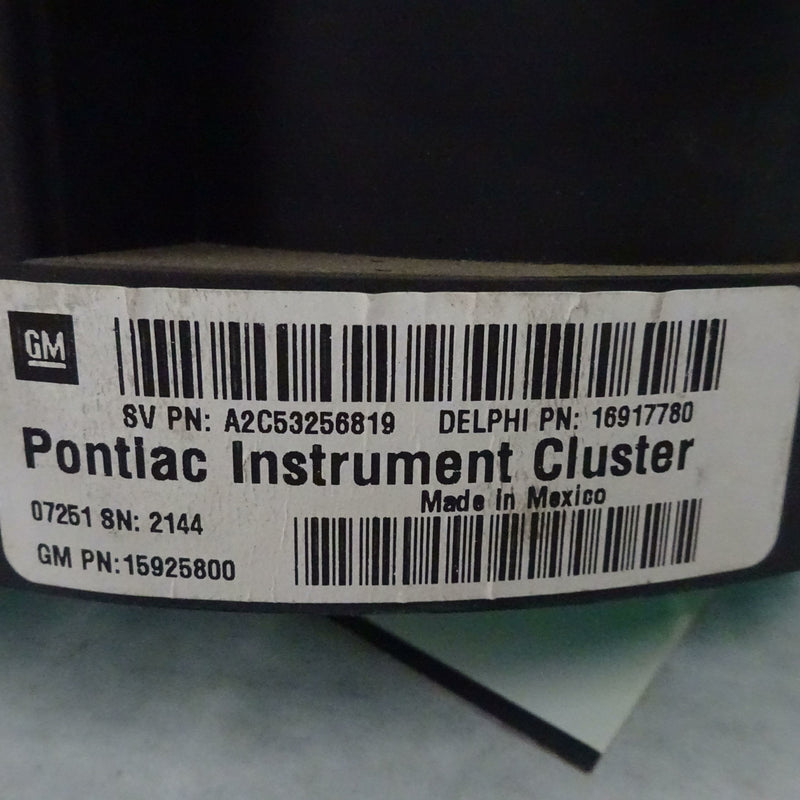 GM
SV PN: A2C53256819 DELPHI PN: 16917780
Pontiac Instrument Cluster
Made in Mexico
07251 SN: 2144
GM PN:15925800